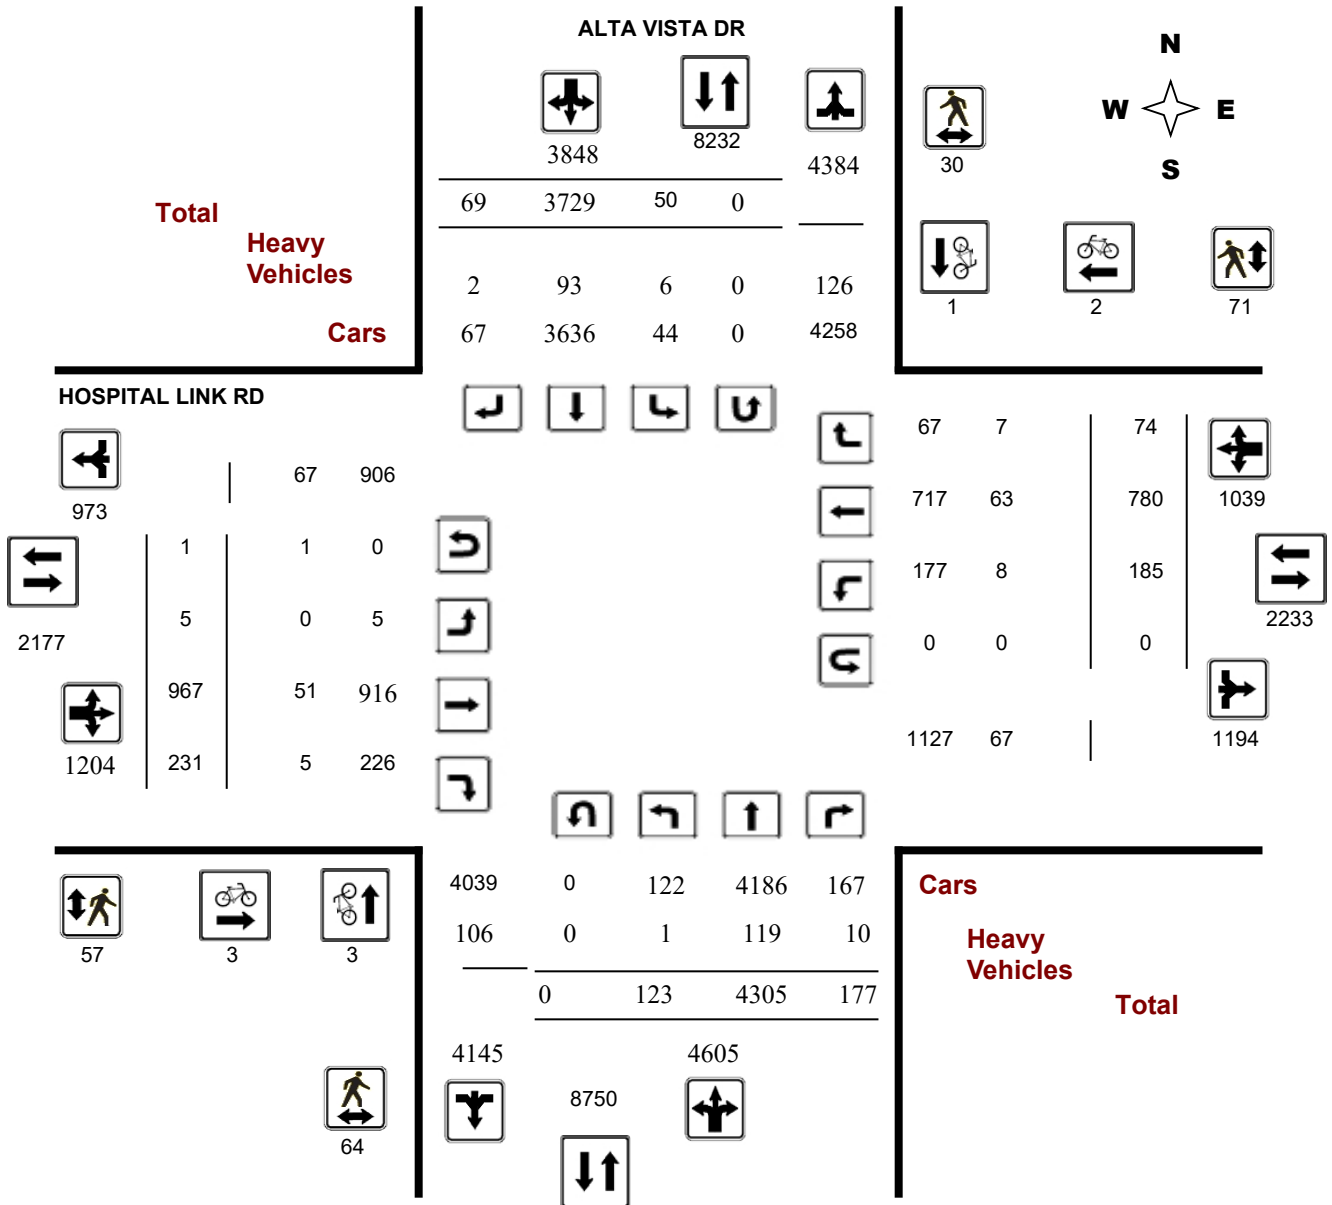 ALTA VISTA DR
N
W E
S
3848 8232 4384 30
69 3729 50 0
Total
Heavy
Vehicles
2 93 6 0 126
1 2 71
Cars 67 3636 44 0 4258
HOSPITAL LINK RD
67 7 74
67 906
973
717 63 780 1039
1 1 0
177 8 185
2233
5 0 5
2177
0 0 0
967 51 916
1204 231 5 226
1127 67 1194
4039 0 122 4186 167 Cars
57 3 3
106 0 1 119 10 Heavy
Vehicles
0 123 4305 177 Total
4145 4605
8750
64